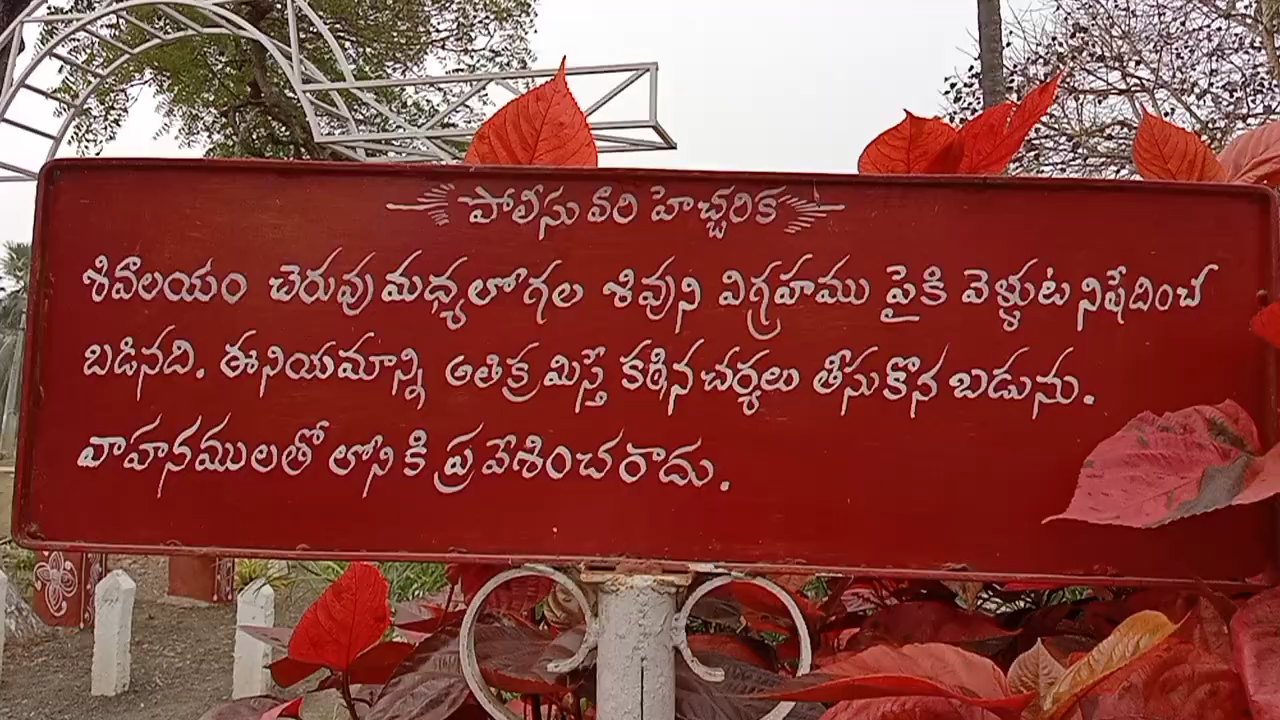 పోలీసు వారి హెచ్చరిక
శివాలయం చెరువు మధ్యలోగల శివుని విగ్రహము పైకి వెళ్ళుట నిషేదించ
బడినది. ఈనియమాన్ని అతిక్రమిస్తే కఠినచర్యలు తీసుకొన బడును.
వాహనములతో లోనికి ప్రవేశించరాదు.